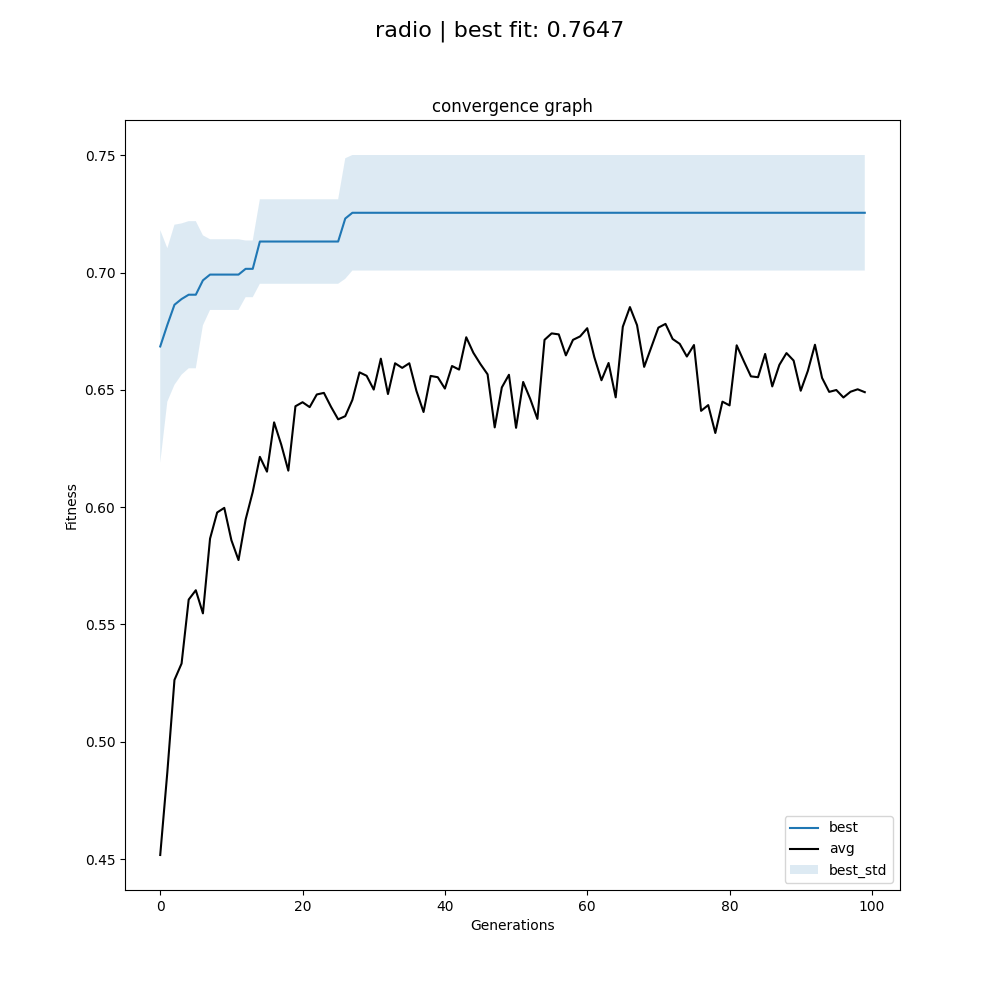 radio | best fit: 0.7647
convergence graph
0.75
0.70
0.65
0.60
0.55
0.50
0.45
Fitness
0 20 40 60 80 100
Generations
best
avg
best_std